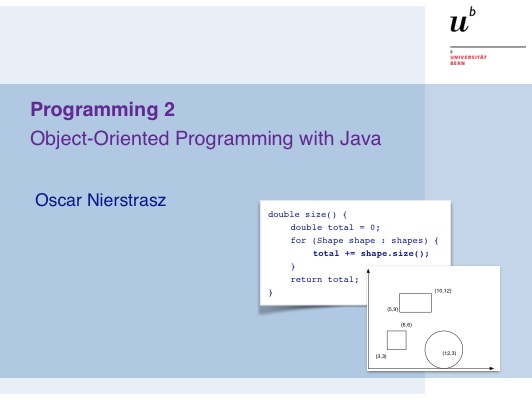 u
b
b
UNIVERSITÄT
BERN
Programming 2
Object-Oriented Programming with Java
Oscar Nierstrasz
double size() {
    double total = 0;
    for (Shape shape : shapes) {
        total += shape.size();
    }
    return total;
}
(10,12)
(5,9)
(6,6)
(3,3)
(12,3)